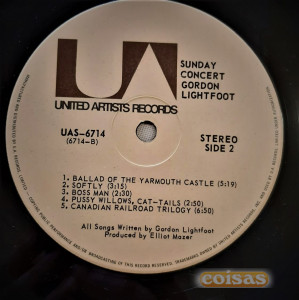 UA
UNITED ARTISTS RECORDS
SUNDAY
CONCERT
GORDON
LIGHTFOOT
UAS-6714
(6714-B)
STEREO
SIDE 2
1. BALLAD OF THE YARMOUTH CASTLE (5:19)
2. SOFTLY (3:15)
3. BOSS MAN (2:30)
4. PUSSY WILLOWS, CAT-TAILS (2:50)
5. CANADIAN RAILROAD TRILOGY (6:50)
All Songs Written by Gordon Lightfoot
Produced by Elliot Mazer
coisas